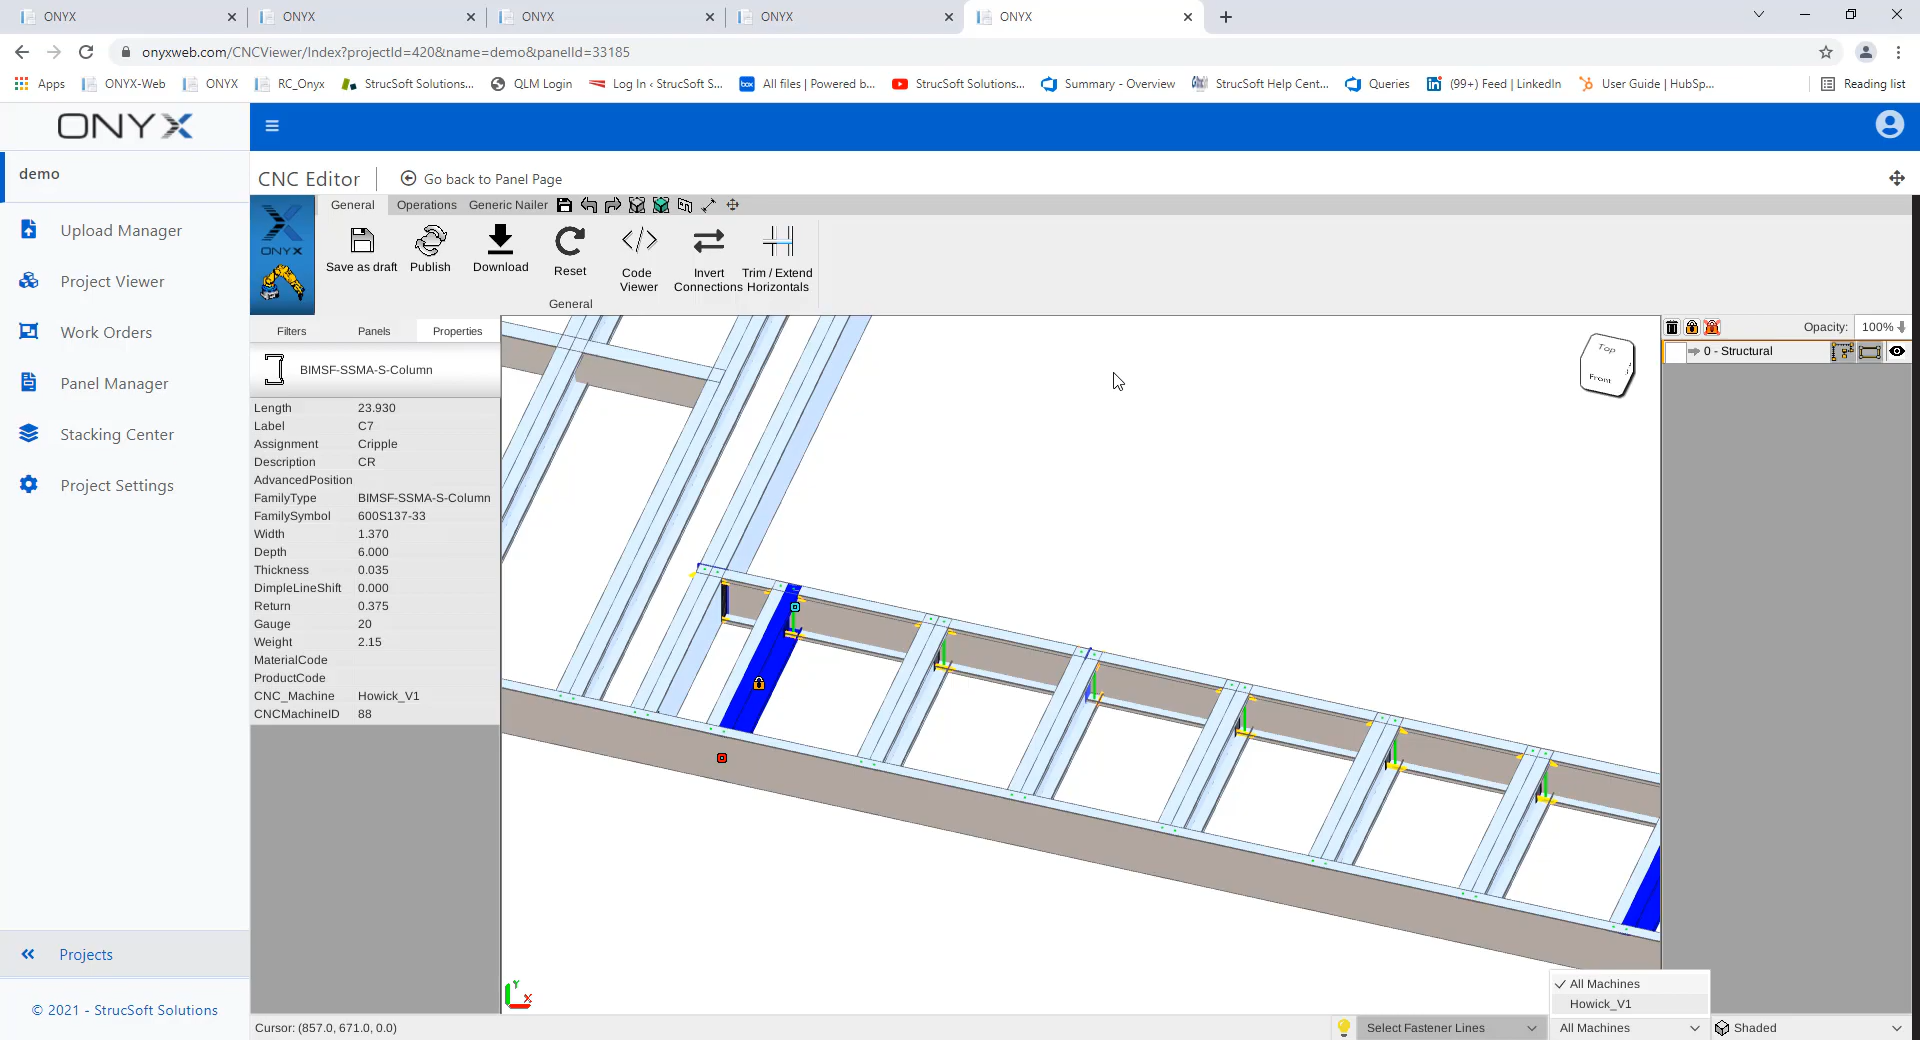 ONYX ONYX ONYX ONYX ONYX
onyxweb.com/CNCViewer/Index?projectId=420&name=demo&panelId=33185
Apps ONYX-Web ONYX RC_Onyx StrucSoft Solutions... QLM Login Log In ‹ StrucSoft S... All files | Powered b... StrucSoft Solutions... Summary - Overview StrucSoft Help Cent... Queries (99+) Feed | LinkedIn User Guide | HubSp... Reading list
ONYX
demo
Upload Manager
Project Viewer
Work Orders
Panel Manager
Stacking Center
Project Settings
Projects
© 2021 - StrucSoft Solutions
CNC Editor Go back to Panel Page
General Operations Generic Nailer
ONYX
Save as draft Publish Download Reset Code Viewer Invert Connections Trim / Extend Horizontals
General
Filters Panels Properties
BIMSF-SSMA-S-Column
Length 23.930
Label C7
Assignment Cripple
Description CR
AdvancedPosition
FamilyType BIMSF-SSMA-S-Column
FamilySymbol 600S137-33
Width 1.370
Depth 6.000
Thickness 0.035
DimpleLineShift 0.000
Return 0.375
Gauge 20
Weight 2.15
MaterialCode
ProductCode
CNC_Machine Howick_V1
CNCMachineID 88
Top
Front
Y
X
Opacity: 100%
0 - Structural
All Machines
Howick_V1
Cursor: (857.0, 671.0, 0.0) Select Fastener Lines All Machines Shaded